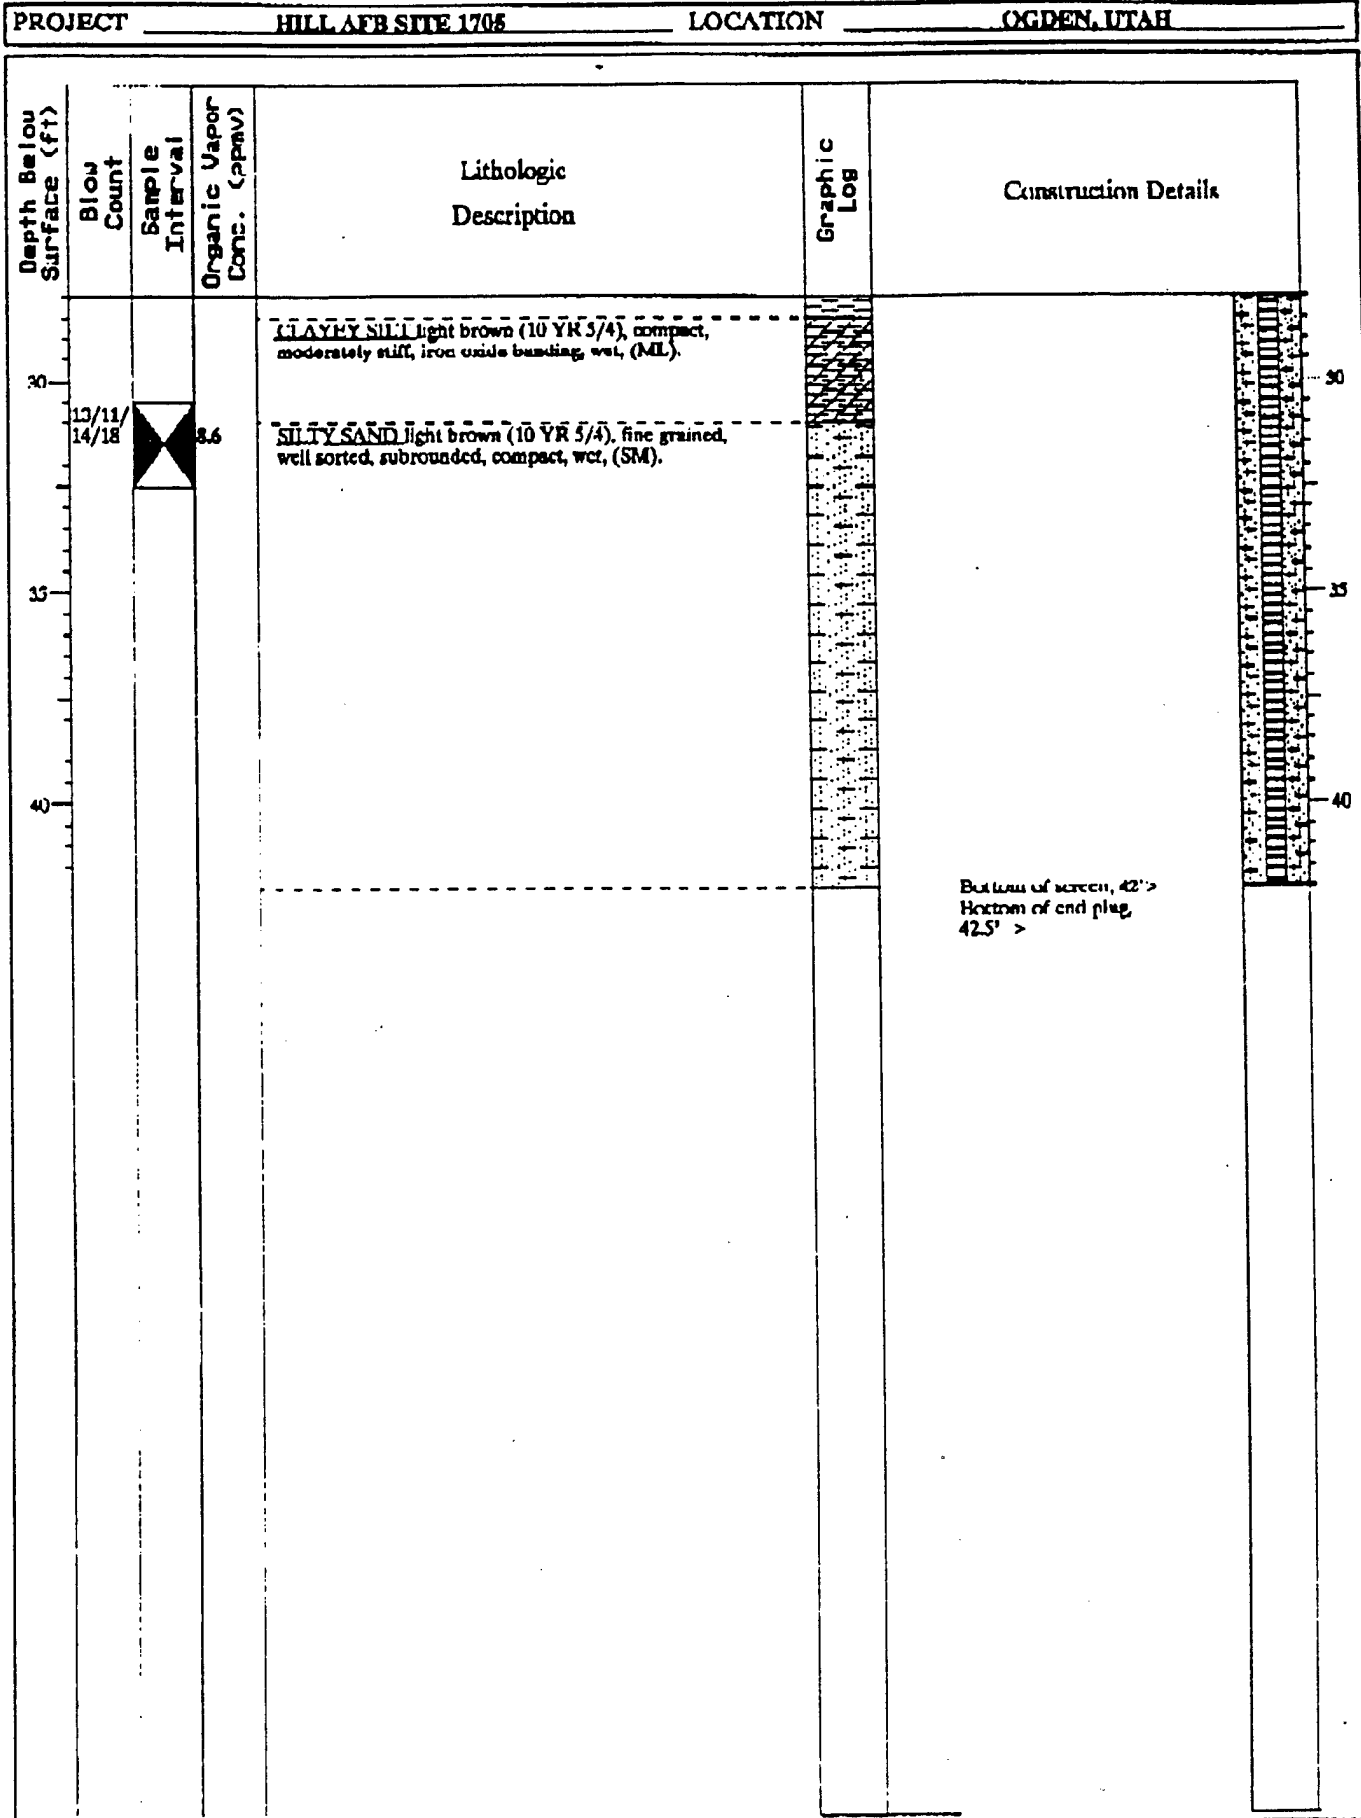 PROJECT HILL AFB SITE 1705 LOCATION OGDEN, UTAH
Depth Below
Surface (ft)
Blow
Count
Sample
Interval
Organic Vapor
Conc. (ppmv)
Lithologic
Description
Graphic
Log
Construction Details
CLAYEY SILT light brown (10 YR 5/4), compact,
moderately stiff, iron oxide banding, wet, (ML).
30 30
13/11/
14/18
8.6
SILTY SAND light brown (10 YR 5/4), fine grained,
well sorted, subrounded, compact, wet, (SM).
35 35
40 40
Bottom of screen, 42'>
Bottom of end plug,
42.5' >